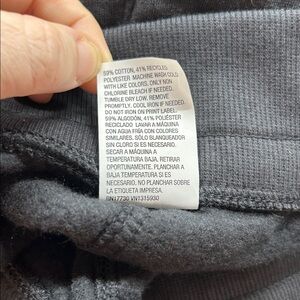 59% COTTON, 41% RECYCLED
POLYESTER MACHINE WASH COLD
WITH LIKE COLORS, ONLY NON
CHLORINE BLEACH IF NEEDED.
TUMBLE DRY LOW, REMOVE
PROMPTLY, COOL IRON IF NEEDED.
DO NOT IRON ON PRINT LABEL.
59% ALGODÓN, 41% POLIÉSTER
RECICLADO LAVAR A MÁQUINA
CON AGUA FRÍA CON COLORES
SIMILARES, SÓLO BLANQUEADOR
SIN CLORO SI ES NECESARIO.
SECAR A MÁQUINA A
TEMPERATURA BAJA, RETIRAR
OPORTUNAMENTE. PLANCHAR A
BAJA TEMPERATURA SI ES
NECESARIO. NO PLANCHAR SOBRE
LA ETIQUETA IMPRESA.
RN17730 VN1315930